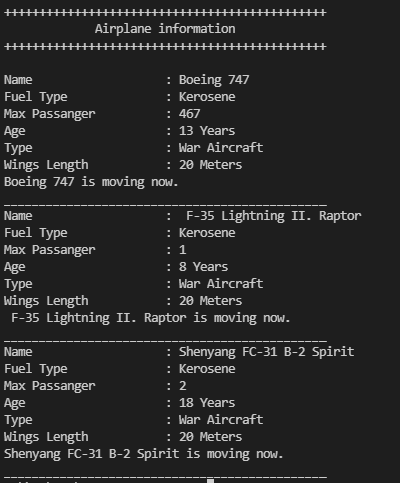 ++++++++++++++++++++++++++++++++++++++++++++++
Airplane information
++++++++++++++++++++++++++++++++++++++++++++++
Name : Boeing 747
Fuel Type : Kerosene
Max Passanger : 467
Age : 13 Years
Type : War Aircraft
Wings Length : 20 Meters
Boeing 747 is moving now.
______________________________________________
Name :  F-35 Lightning II. Raptor
Fuel Type : Kerosene
Max Passanger : 1
Age : 8 Years
Type : War Aircraft
Wings Length : 20 Meters
 F-35 Lightning II. Raptor is moving now.
______________________________________________
Name : Shenyang FC-31 B-2 Spirit
Fuel Type : Kerosene
Max Passanger : 2
Age : 18 Years
Type : War Aircraft
Wings Length : 20 Meters
Shenyang FC-31 B-2 Spirit is moving now.
______________________________________________